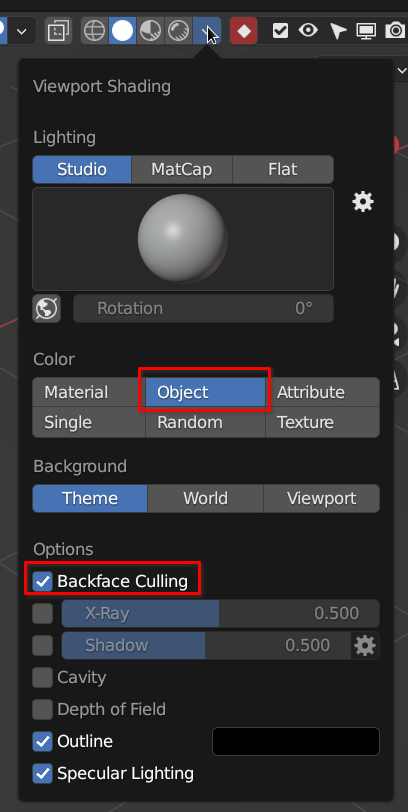 Viewport Shading
Lighting
Studio MatCap Flat
Rotation 0°
Color
Material Object Attribute
Single Random Texture
Background
Theme World Viewport
Options
Backface Culling
X-Ray 0.500
Shadow 0.500
Cavity
Depth of Field
Outline
Specular Lighting